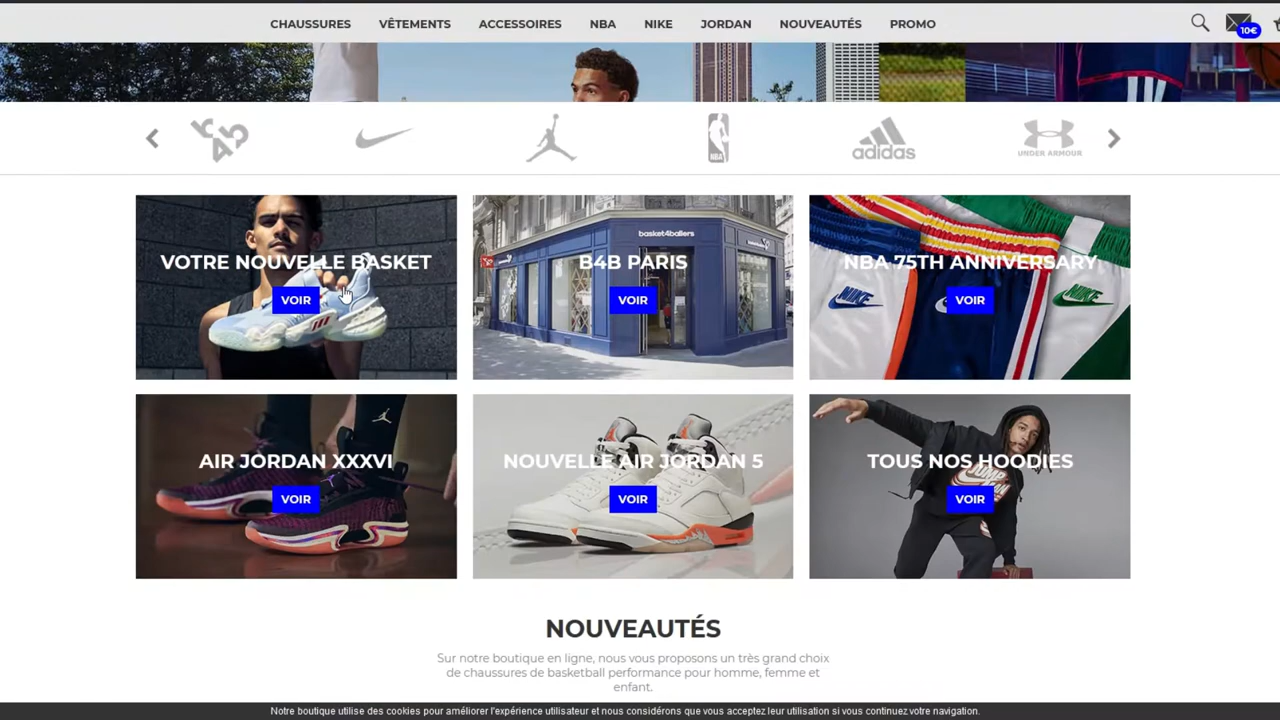 CHAUSSURES VÊTEMENTS ACCESSOIRES NBA NIKE JORDAN NOUVEAUTÉS PROMO
10€
NBA
adidas
UNDER ARMOUR
VOTRE NOUVELLE BASKET
VOIR
basket4ballers
B4B PARIS
VOIR
NBA 75TH ANNIVERSARY
VOIR
AIR JORDAN XXXVI
VOIR
NOUVELLE AIR JORDAN 5
VOIR
TOUS NOS HOODIES
JUMP
VOIR
NOUVEAUTÉS
Sur notre boutique en ligne, nous vous proposons un très grand choix
de chaussures de basketball performance pour homme, femme et
enfant.
Notre boutique utilise des cookies pour améliorer l'expérience utilisateur et nous considérons que vous acceptez leur utilisation si vous continuez votre navigation.